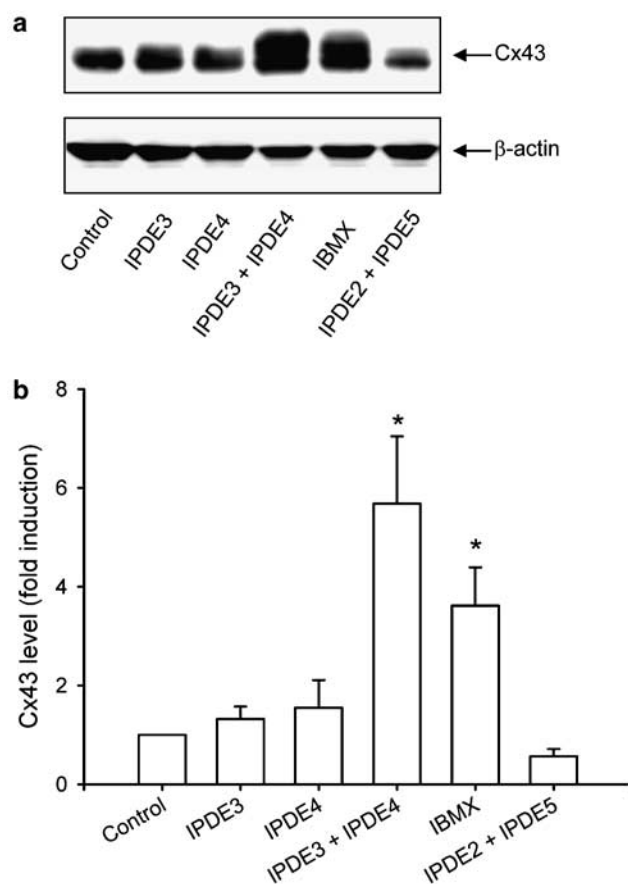 a
Cx43
β-actin
Control
IPDE3
IPDE4
IPDE3 + IPDE4
IBMX
IPDE2 + IPDE5
b
Cx43 level (fold induction)
8
6
4
2
0
*
*
Control
IPDE3
IPDE4
IPDE3 + IPDE4
IBMX
IPDE2 + IPDE5